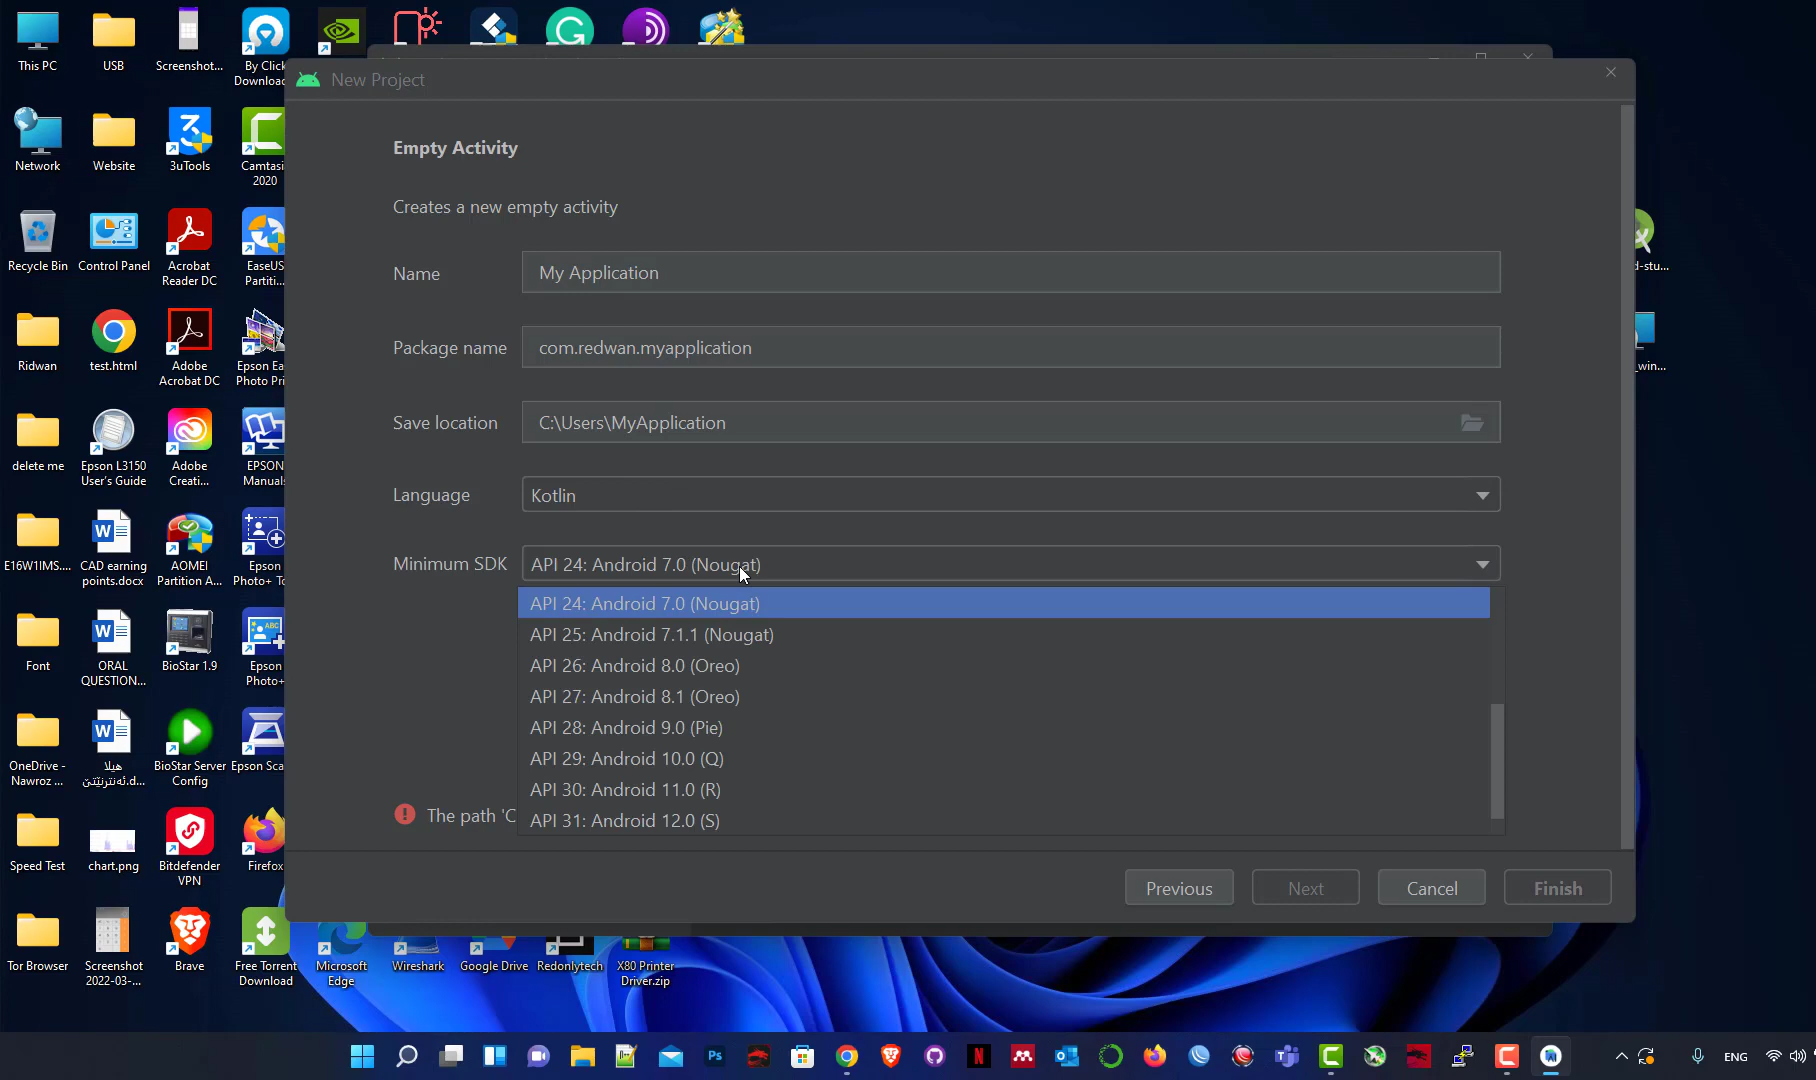 This PC
USB
Screenshot...
By Click
Download...
New Project
Empty Activity
Creates a new empty activity
Name
My Application
Package name
com.redwan.myapplication
Save location
C:\Users\MyApplication
Language
Kotlin
Minimum SDK
API 24: Android 7.0 (Nougat)
API 24: Android 7.0 (Nougat)
API 25: Android 7.1.1 (Nougat)
API 26: Android 8.0 (Oreo)
API 27: Android 8.1 (Oreo)
API 28: Android 9.0 (Pie)
API 29: Android 10.0 (Q)
API 30: Android 11.0 (R)
API 31: Android 12.0 (S)
The path 'C
Previous
Next
Cancel
Finish
Network
Website
3uTools
Camtasi
2020
Recycle Bin
Control Panel
Acrobat
Reader DC
EaseUS
Partiti...
Ridwan
test.html
Adobe
Acrobat DC
Epson Ea
Photo Pri
delete me
Epson L3150
User's Guide
Adobe
Creati...
EPSON
Manuals
E16W1IMS....
CAD earning
points.docx
AOMEI
Partition A...
Epson
Photo+ To
Font
ORAL
QUESTION...
BioStar 1.9
Epson
Photo+
OneDrive -
Nawroz ...
هيلا
ئەنترنێتێ.d...
BioStar Server
Config
Epson Sca
Speed Test
chart.png
Bitdefender
VPN
Firefox
Tor Browser
Screenshot
2022-03-...
Brave
Free Torrent
Download
Microsoft
Edge
Wireshark
Google Drive
Redonlytech
X80 Printer
Driver.zip
d-stu...
_win...
ENG